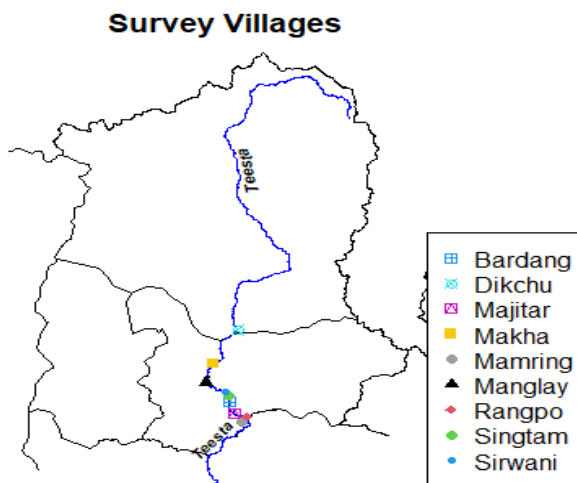 Survey Villages
Teesta
Teesta
Bardang
Dikchu
Majitar
Makha
Mamring
Manglay
Rangpo
Singtam
Sirwani